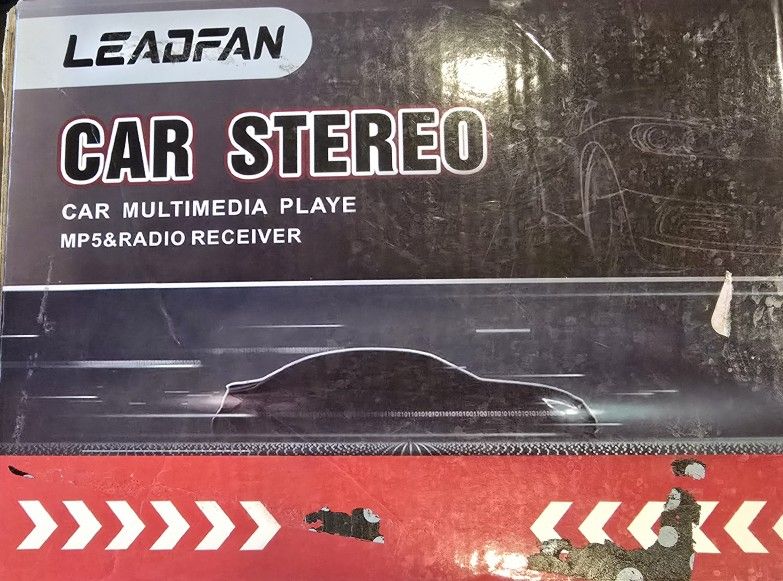 LEADFAN
CAR STEREO
CAR MULTIMEDIA PLAYE
MP5&RADIO RECEIVER